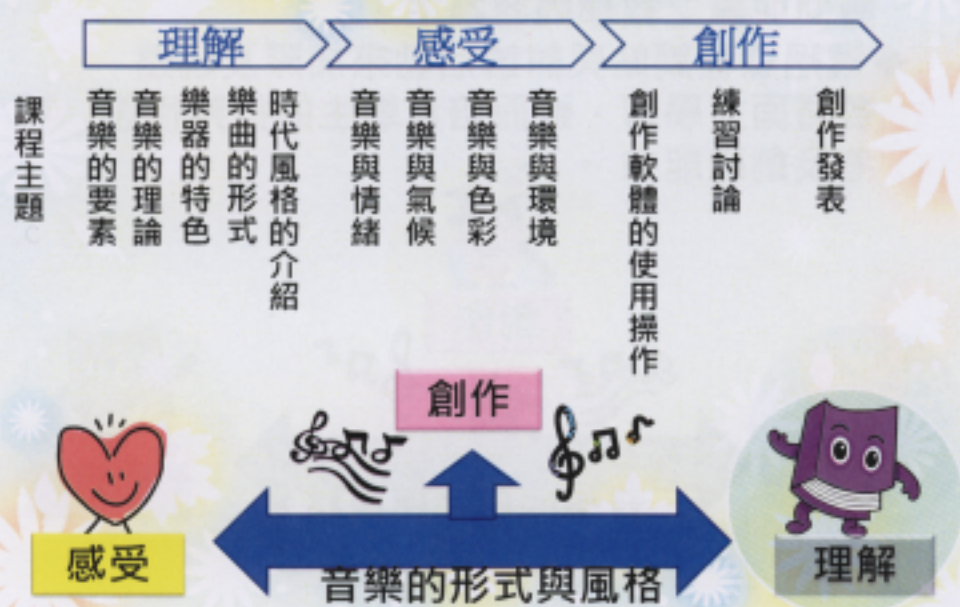 理解
感受
創作
課程主題
音樂的要素
音樂的理論
樂器的特色
樂曲的形式
時代風格的介紹
音樂與情緒
音樂與氣候
音樂與色彩
音樂與環境
創作軟體的使用操作
練習討論
創作發表
創作
感受
理解
音樂的形式與風格